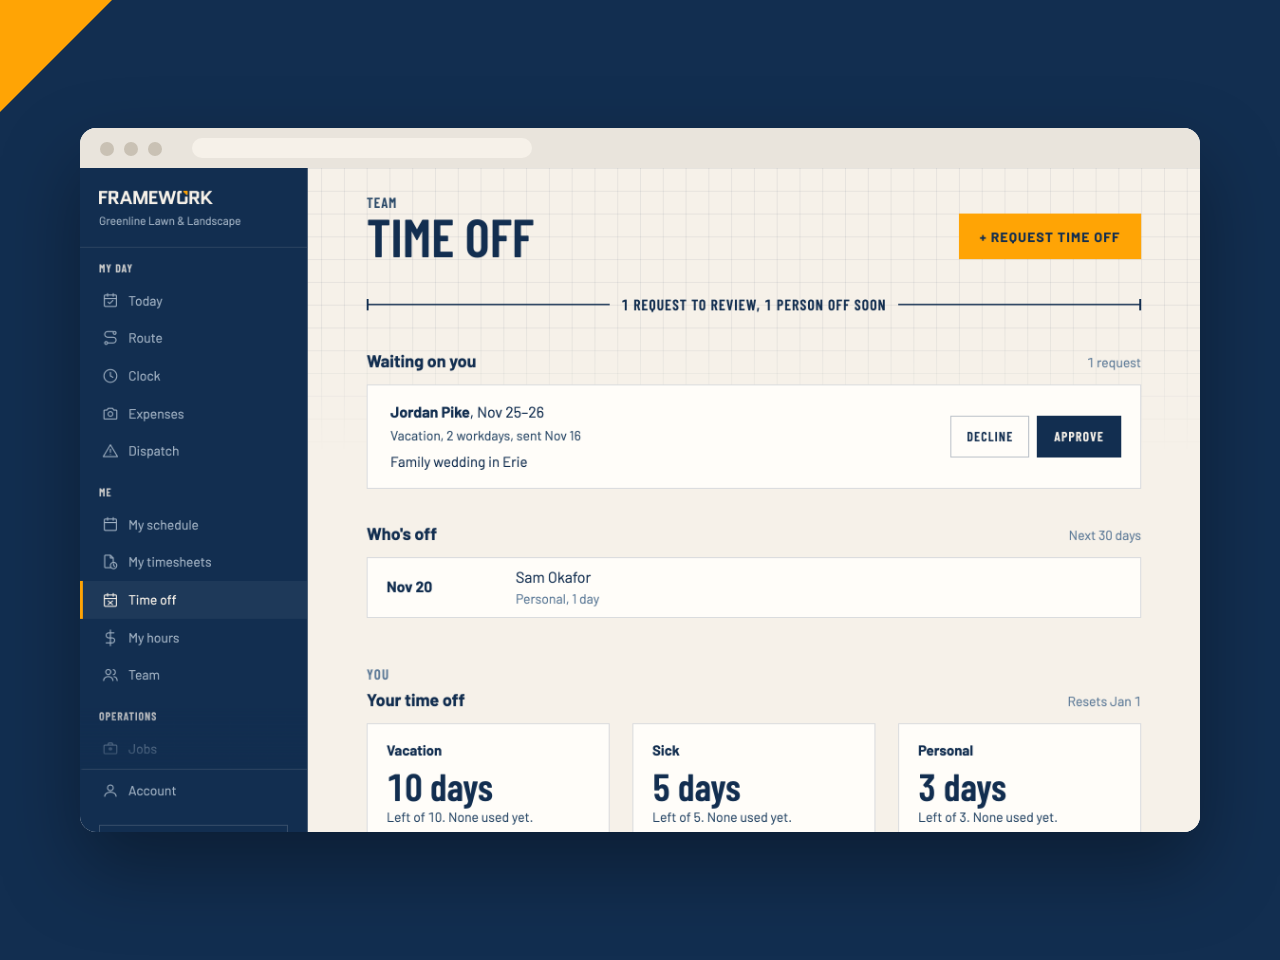 FRAMEWORK
Greenline Lawn & Landscape
MY DAY
Today
Route
Clock
Expenses
Dispatch
ME
My schedule
My timesheets
Time off
My hours
Team
OPERATIONS
Jobs
Account
TEAM
TIME OFF
+ REQUEST TIME OFF
1 REQUEST TO REVIEW, 1 PERSON OFF SOON
Waiting on you
1 request
Jordan Pike, Nov 25–26
Vacation, 2 workdays, sent Nov 16
Family wedding in Erie
DECLINE
APPROVE
Who's off
Next 30 days
Nov 20
Sam Okafor
Personal, 1 day
YOU
Your time off
Resets Jan 1
Vacation
10 days
Left of 10. None used yet.
Sick
5 days
Left of 5. None used yet.
Personal
3 days
Left of 3. None used yet.